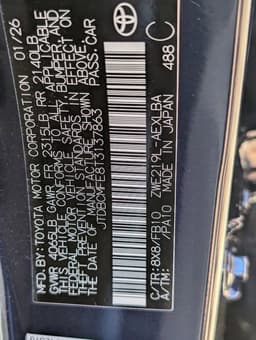 MFD. BY: TOYOTA MOTOR CORPORATION 01/26
GVWR 4065LB GAWR FR 2315LB RR 2140LB
THIS VEHICLE CONFORMS TO ALL APPLICABLE
FEDERAL MOTOR VEHICLE SAFETY, BUMPER AND
THEFT PREVENTION STANDARDS IN EFFECT ON
THE DATE OF MANUFACTURE SHOWN ABOVE.
PASS.CAR
TOYOTA
488 C
C/TR:8X8/FB10 ZWE219L-AEXLBA
A/TM: /PA10 MADE IN JAPAN